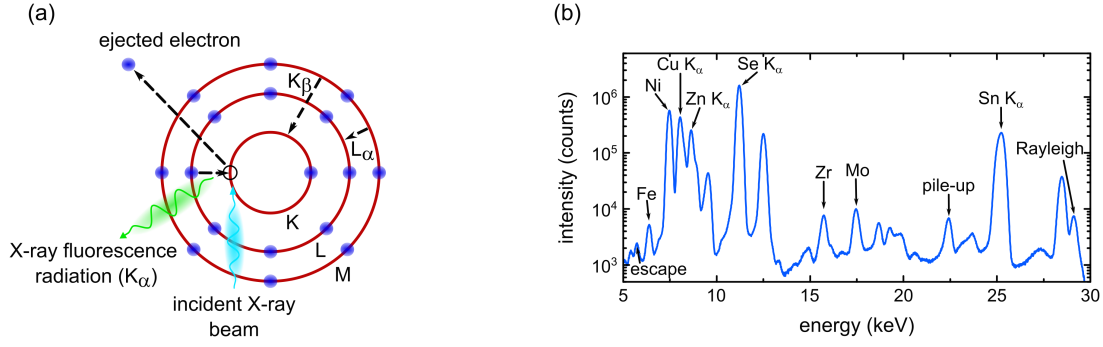 (a)
ejected electron
Kβ
Lα
K
L
M
X-ray fluorescence
radiation (Kα)
incident X-ray
beam
(b)
intensity (counts)
10⁶
10⁵
10⁴
10³
Cu Kα
Se Kα
Ni
Zn Kα
Sn Kα
Rayleigh
Zr
Mo
pile-up
Fe
escape
5 10 15 20 25 30
energy (keV)